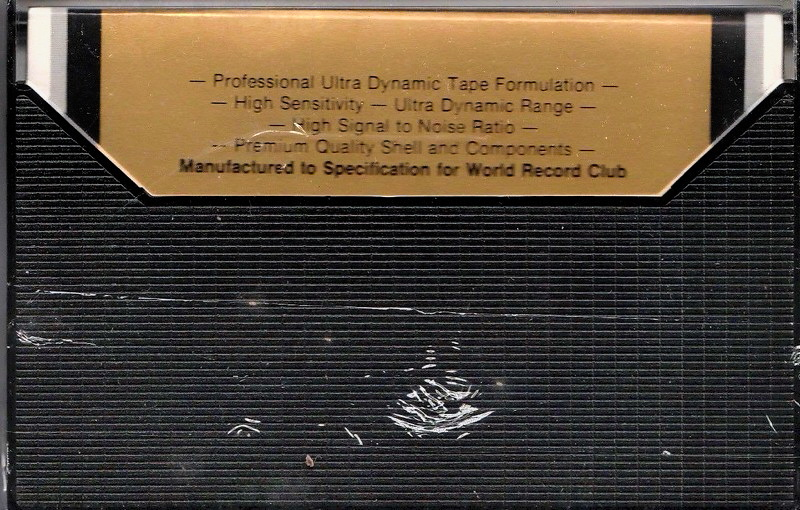 — Professional Ultra Dynamic Tape Formulation —
— High Sensitivity — Ultra Dynamic Range —
— High Signal to Noise Ratio —
— Premium Quality Shell and Components —
Manufactured to Specification for World Record Club